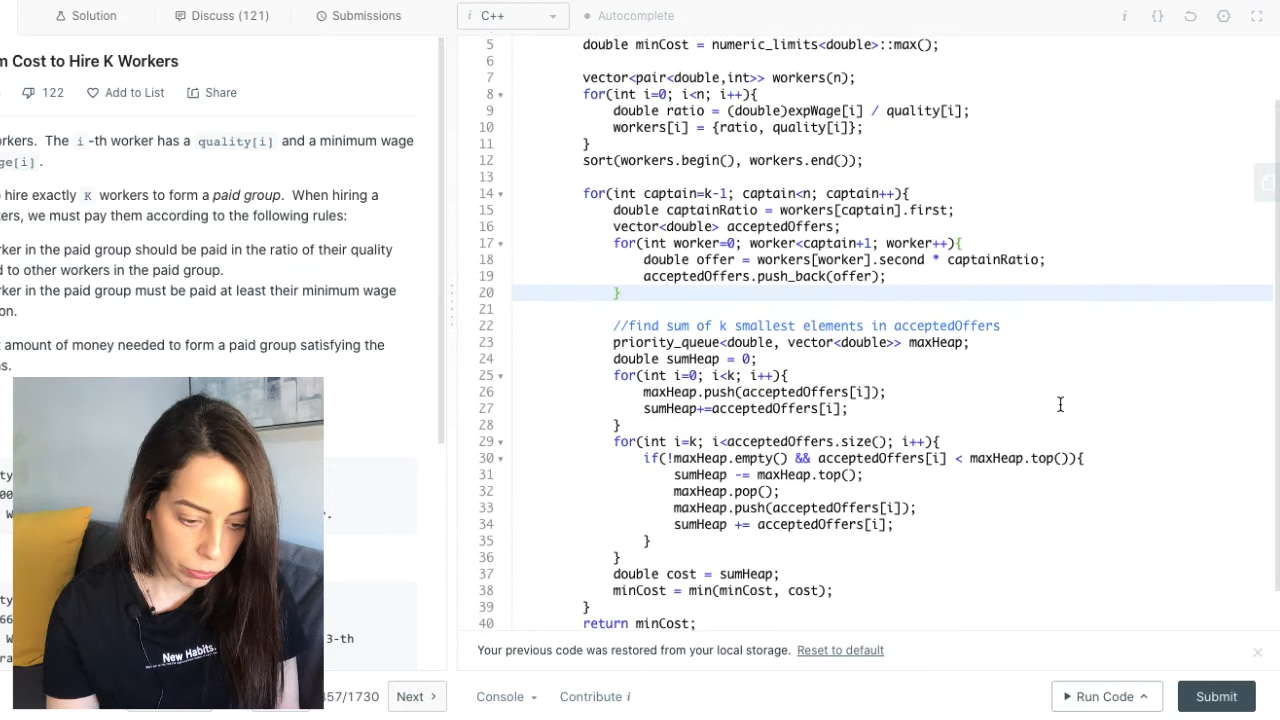 Solution
Discuss (121)
Submissions
i C++
Autocomplete
i {}
m Cost to Hire K Workers
122
Add to List
Share
orkers. The i -th worker has a quality[i] and a minimum wage
ge[i] .
o hire exactly K workers to form a paid group. When hiring a
kers, we must pay them according to the following rules:
rker in the paid group should be paid in the ratio of their quality
d to other workers in the paid group.
rker in the paid group must be paid at least their minimum wage
on.
t amount of money needed to form a paid group satisfying the
s.
5 double minCost = numeric_limits<double>::max();
6
7 vector<pair<double,int>> workers(n);
8 for(int i=0; i<n; i++){
9 double ratio = (double)expWage[i] / quality[i];
10 workers[i] = {ratio, quality[i]};
11 }
12 sort(workers.begin(), workers.end());
13
14 for(int captain=k-1; captain<n; captain++){
15 double captainRatio = workers[captain].first;
16 vector<double> acceptedOffers;
17 for(int worker=0; worker<captain+1; worker++){
18 double offer = workers[worker].second * captainRatio;
19 acceptedOffers.push_back(offer);
20 }
21
22 //find sum of k smallest elements in acceptedOffers
23 priority_queue<double, vector<double>> maxHeap;
24 double sumHeap = 0;
25 for(int i=0; i<k; i++){
26 maxHeap.push(acceptedOffers[i]);
27 sumHeap+=acceptedOffers[i];
28 }
29 for(int i=k; i<acceptedOffers.size(); i++){
30 if(!maxHeap.empty() && acceptedOffers[i] < maxHeap.top()){
31 sumHeap -= maxHeap.top();
32 maxHeap.pop();
33 maxHeap.push(acceptedOffers[i]);
34 sumHeap += acceptedOffers[i];
35 }
36 }
37 double cost = sumHeap;
38 minCost = min(minCost, cost);
39 }
40 return minCost;
Your previous code was restored from your local storage. Reset to default
3-th
New Habits.
357/1730
Next
Console
Contribute i
Run Code
Submit